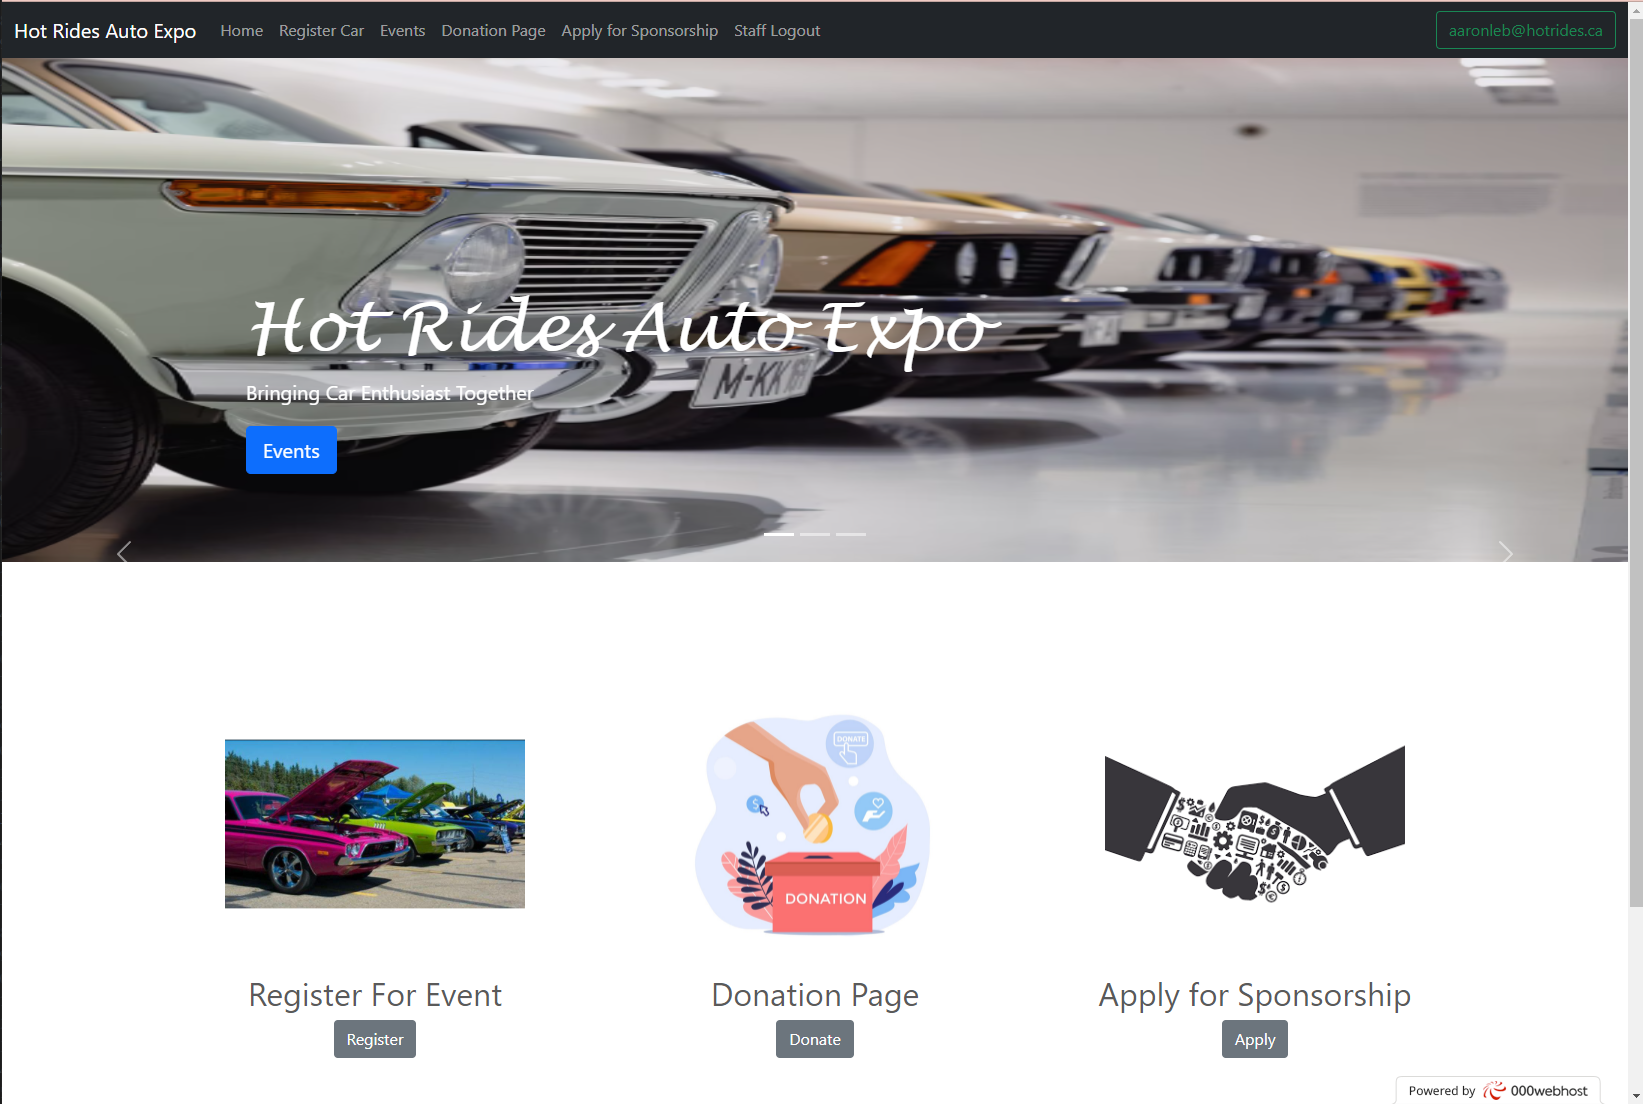 Hot Rides Auto Expo Home Register Car Events Donation Page Apply for Sponsorship Staff Logout aaronleb@hotrides.ca
Hot Rides Auto Expo
Bringing Car Enthusiast Together
M-KK
Events
DONATE
DONATION
Register For Event Donation Page Apply for Sponsorship
Register Donate Apply
Powered by 000webhost